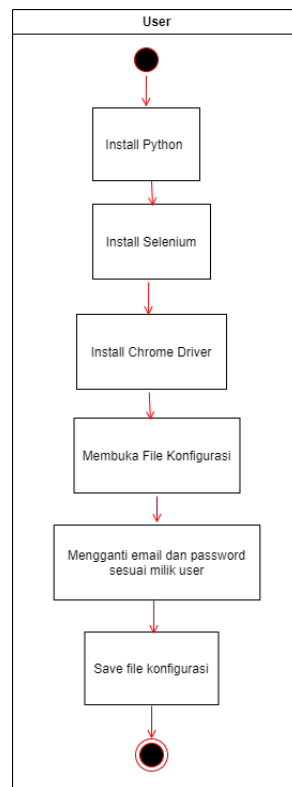 User
Install Python
Install Selenium
Install Chrome Driver
Membuka File Konfigurasi
Mengganti email dan password
sesuai milik user
Save file konfigurasi